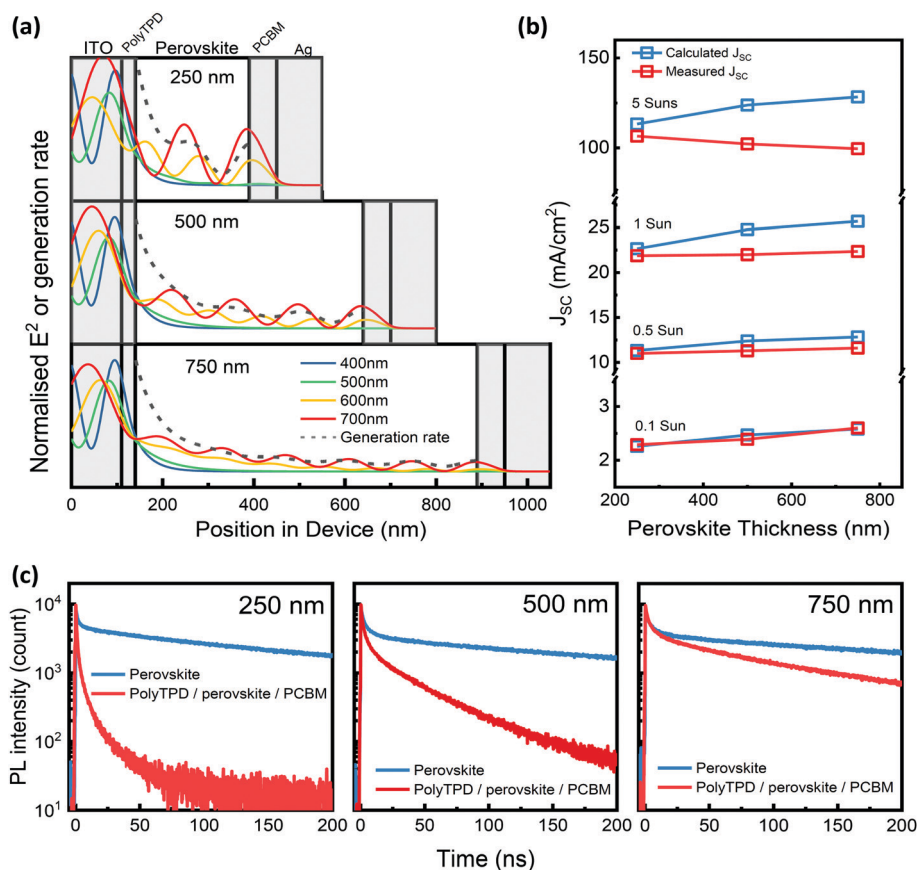 (a)
ITO
PolyTPD
Perovskite
PCBM
Ag
250 nm
500 nm
750 nm
400nm
500nm
600nm
700nm
Generation rate
Normalised E² or generation rate
0 200 400 600 800 1000
Position in Device (nm)
(b)
Calculated J_SC
Measured J_SC
5 Suns
1 Sun
0.5 Sun
0.1 Sun
150
100
25
20
10
3
2
J_SC (mA/cm²)
200 400 600 800
Perovskite Thickness (nm)
(c)
250 nm
Perovskite
PolyTPD / perovskite / PCBM
500 nm
Perovskite
PolyTPD / perovskite / PCBM
750 nm
Perovskite
PolyTPD / perovskite / PCBM
10⁴
10³
10²
10¹
PL intensity (count)
0 50 100 150 200
0 50 100 150 200
0 50 100 150 200
Time (ns)